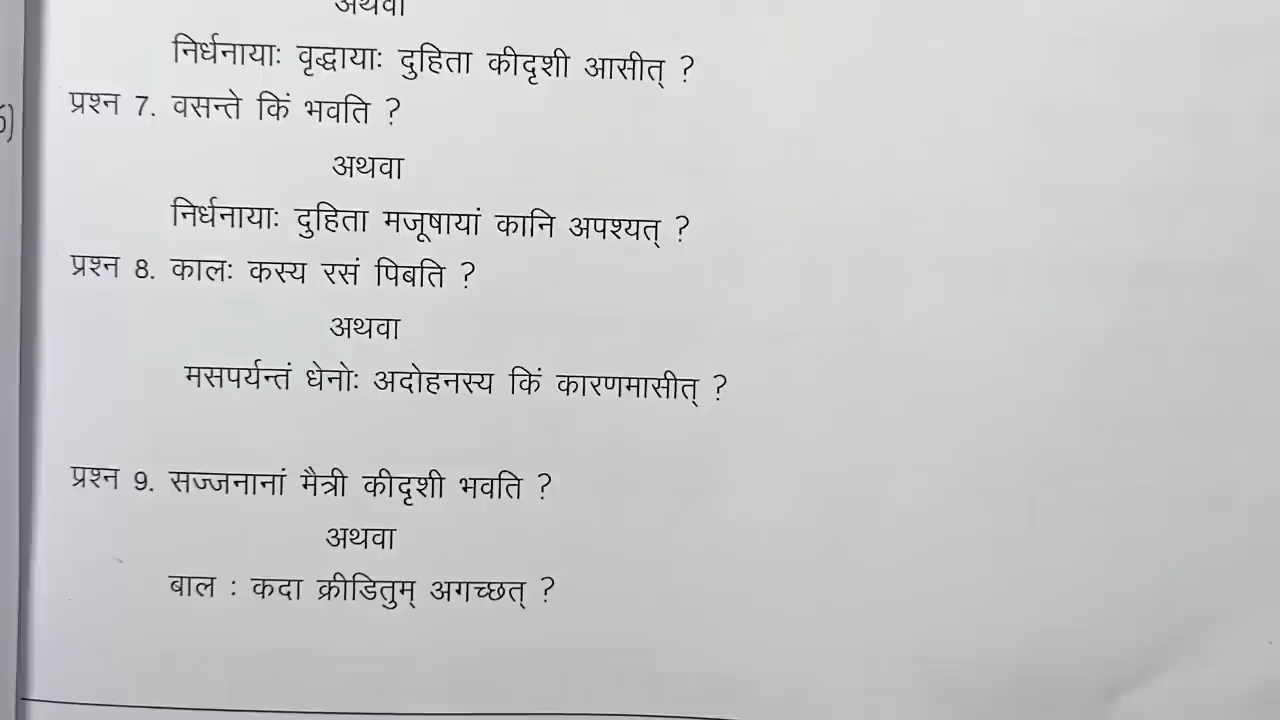 अथवा
निर्धनायाः वृद्धायाः दुहिता कीदृशी आसीत् ?
प्रश्न 7. वसन्ते किं भवति ?
अथवा
निर्धनायाः दुहिता मजूषायां कानि अपश्यत् ?
प्रश्न 8. कालः कस्य रसं पिबति ?
अथवा
मसपर्यन्तं धेनोः अदोहनस्य किं कारणमासीत् ?
प्रश्न 9. सज्जनानां मैत्री कीदृशी भवति ?
अथवा
बाल : कदा क्रीडितुम् अगच्छत् ?